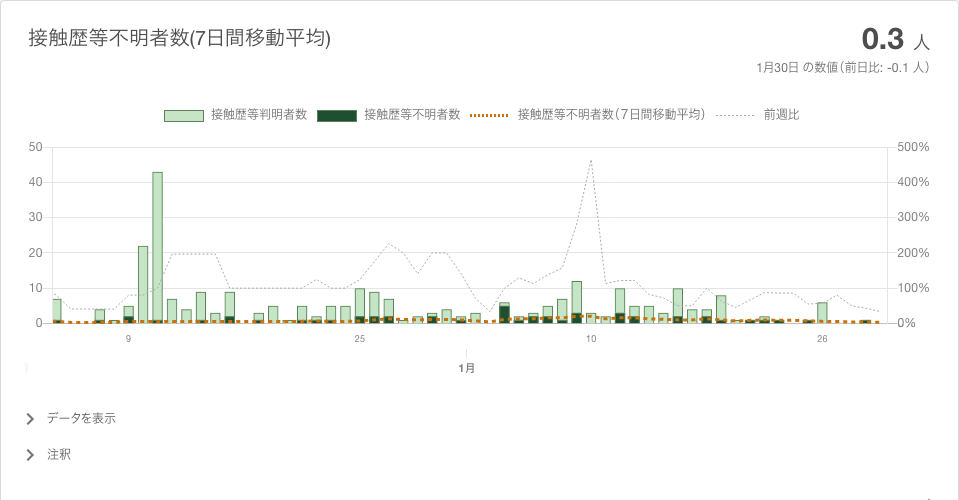 接触歴等不明者数(7日間移動平均)
0.3 人
1月30日 の数値（前日比: -0.1 人）
接触歴等判明者数 接触歴等不明者数 接触歴等不明者数（7日間移動平均） 前週比
50 500%
40 400%
30 300%
20 200%
10 100%
0 0%
9 25 10 26
1月
データを表示
注釈